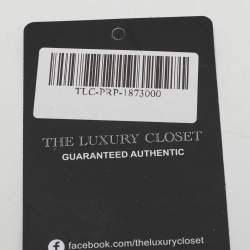 TLC-PRP-1873000
THE LUXURY CLOSET
GUARANTEED AUTHENTIC
f facebook.com/theluxurycloset